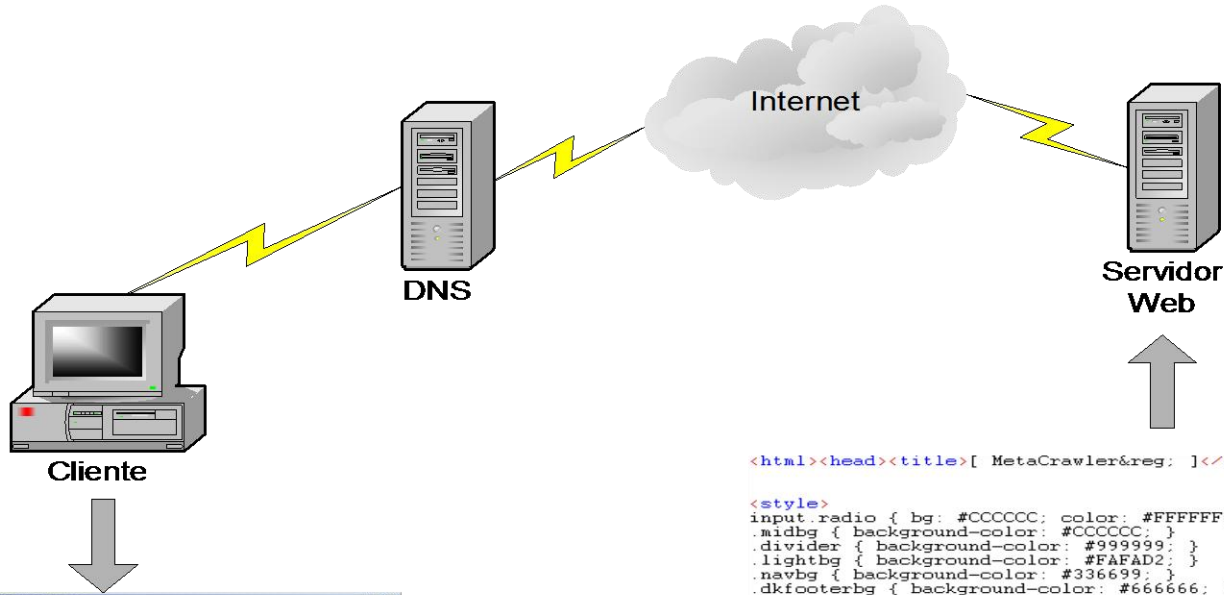 Internet
DNS
Servidor
Web
Cliente
<html><head><title>[ MetaCrawler&reg; ]</
<style>
input.radio { bg: #CCCCCC; color: #FFFFFF
.midbg { background-color: #CCCCCC; }
.divider { background-color: #999999; }
.lightbg { background-color: #FAFAD2; }
.navbg { background-color: #336699; }
.dkfooterbg { background-color: #666666;